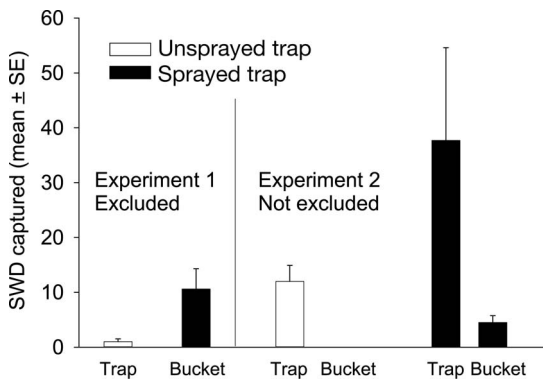 SWD captured (mean ± SE)
60
50
40
30
20
10
0
Unsprayed trap
Sprayed trap
Experiment 1
Excluded
Experiment 2
Not excluded
Trap Bucket Trap Bucket Trap Bucket